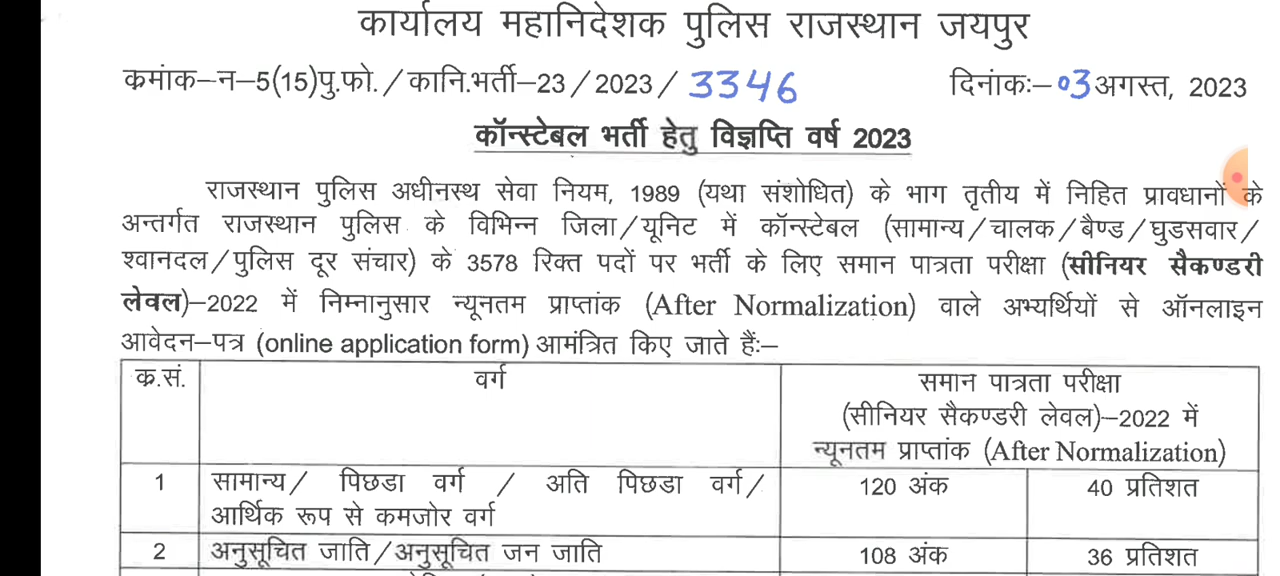 कार्यालय महानिदेशक पुलिस राजस्थान जयपुर
क्रमांक–न–5(15)पु.फो./कानि.भर्ती–23/2023/3346 दिनांकः–03अगस्त, 2023
कॉन्स्टेबल भर्ती हेतु विज्ञप्ति वर्ष 2023
राजस्थान पुलिस अधीनस्थ सेवा नियम, 1989 (यथा संशोधित) के भाग तृतीय में निहित प्रावधानों के
अन्तर्गत राजस्थान पुलिस के विभिन्न जिला/यूनिट में कॉन्स्टेबल (सामान्य/चालक/बैण्ड/घुडसवार/
श्वानदल/पुलिस दूर संचार) के 3578 रिक्त पदों पर भर्ती के लिए समान पात्रता परीक्षा (सीनियर सैकण्डरी
लेवल)–2022 में निम्नानुसार न्यूनतम प्राप्तांक (After Normalization) वाले अभ्यर्थियों से ऑनलाइन
आवेदन–पत्र (online application form) आमंत्रित किए जाते हैंः–
क्र.सं. वर्ग समान पात्रता परीक्षा
(सीनियर सैकण्डरी लेवल)–2022 में
न्यूनतम प्राप्तांक (After Normalization)
1 सामान्य/ पिछडा वर्ग / अति पिछडा वर्ग/ 120 अंक 40 प्रतिशत
आर्थिक रूप से कमजोर वर्ग
2 अनुसूचित जाति/अनुसूचित जन जाति 108 अंक 36 प्रतिशत